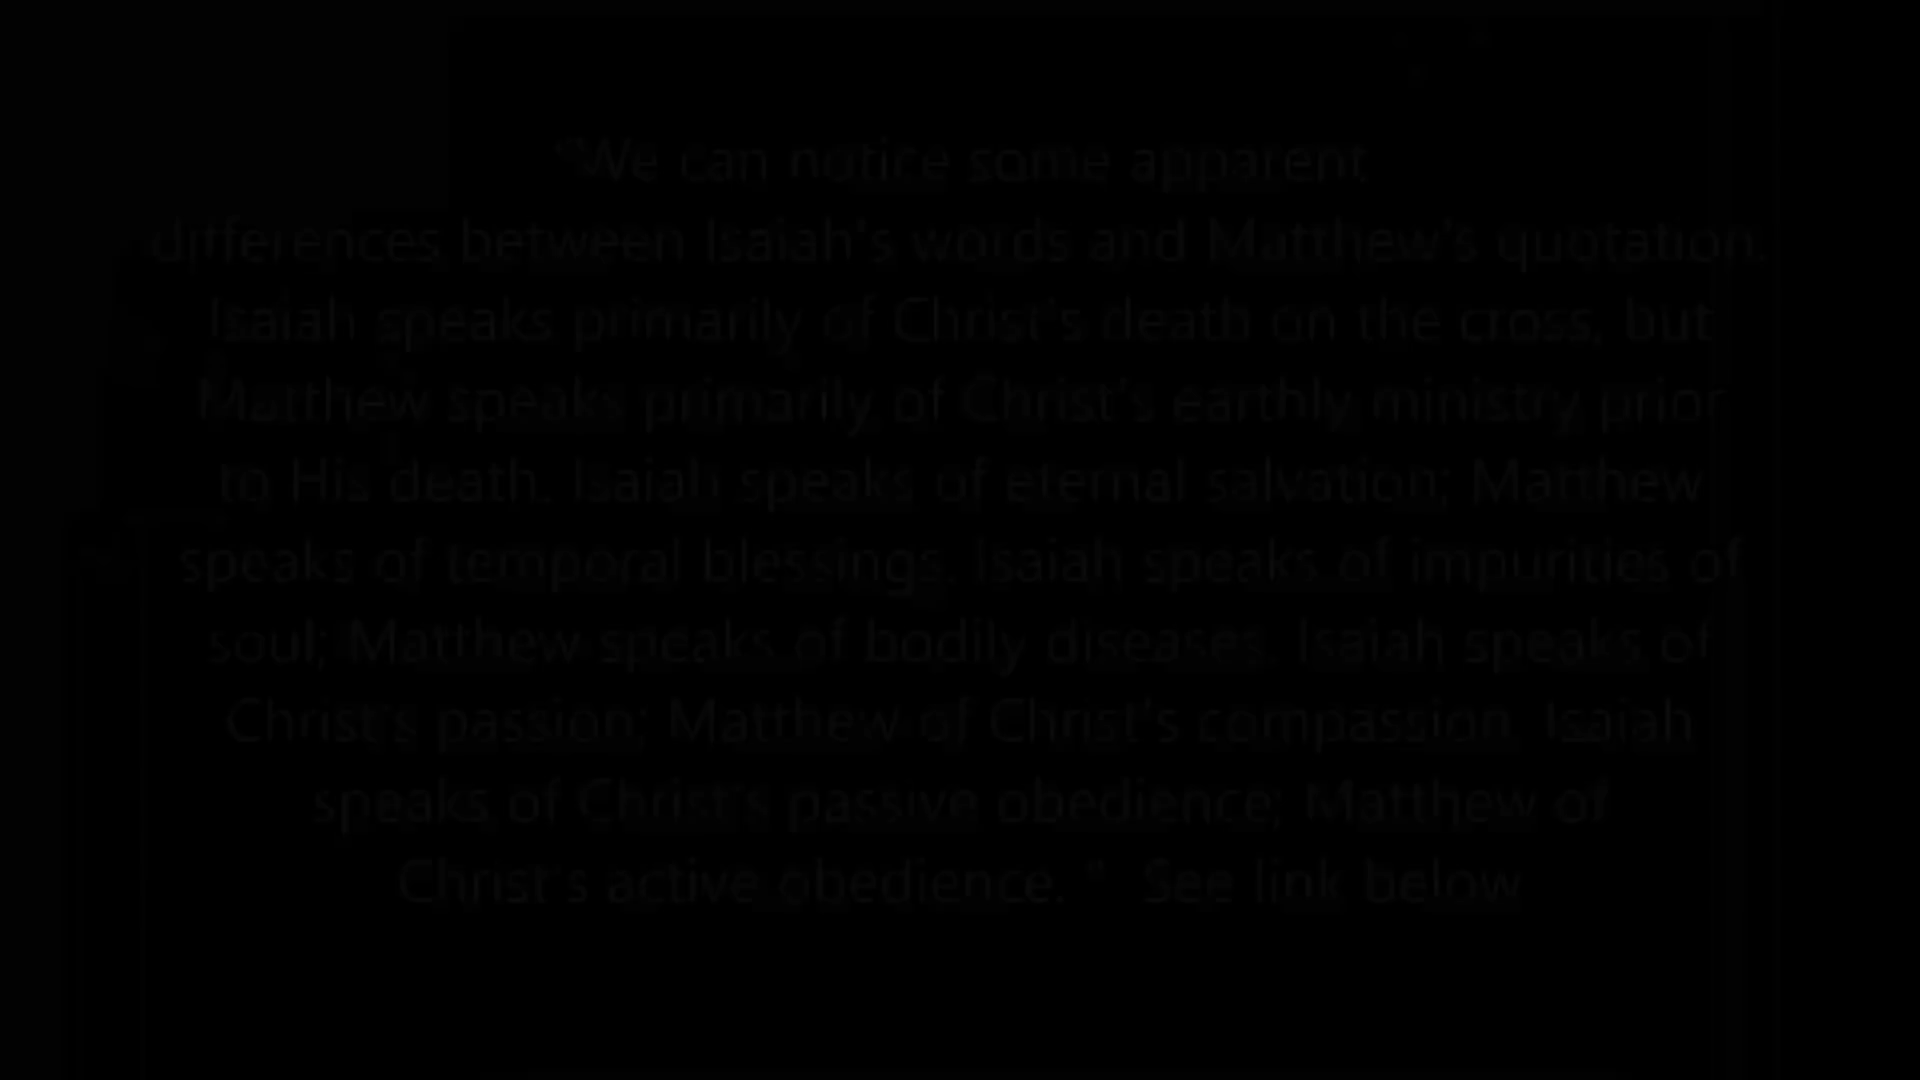 "We can notice some apparent
differences between Isaiah's words and Matthew's quotation.
Isaiah speaks primarily of Christ's death on the cross, but
Matthew speaks primarily of Christ's earthly ministry prior
to His death. Isaiah speaks of eternal salvation; Matthew
speaks of temporal blessings. Isaiah speaks of impurities of
soul; Matthew speaks of bodily diseases. Isaiah speaks of
Christ's passion; Matthew of Christ's compassion. Isaiah
speaks of Christ's passive obedience; Matthew of
Christ's active obedience. " See link below